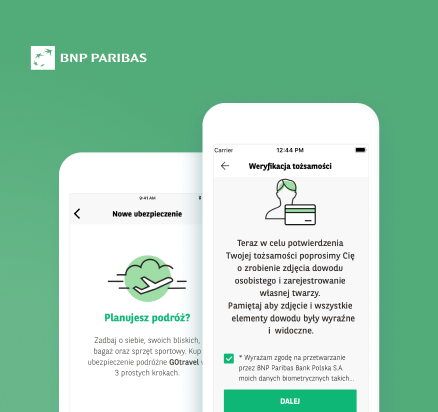 BNP PARIBAS
9:41 AM
Nowe ubezpieczenie
Planujesz podróż?
Zadbaj o siebie, swoich bliskich,
bagaż oraz sprzęt sportowy. Kup
ubezpieczenie podróżne GOtravel w
3 prostych krokach.
Carrier 12:44 PM
Weryfikacja tożsamości
Teraz w celu potwierdzenia
Twojej tożsamości poprosimy Cię
o zrobienie zdjęcia dowodu
osobistego i zarejestrowanie
własnej twarzy.
Pamiętaj aby zdjęcie i wszystkie
elementy dowodu były wyraźne
i widoczne.
* Wyrażam zgodę na przetwarzanie
przez BNP Paribas Bank Polska S.A.
moich danych biometrycznych takich...
DALEJ